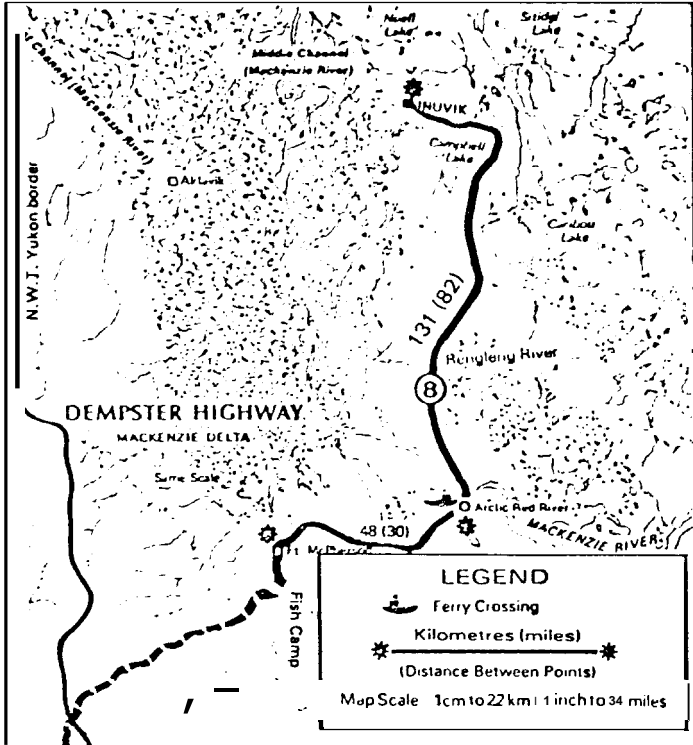 Lake
Sitidgi
Lake
Middle Channel
(Mackenzie River)
Channel (Mackenzie River)
INUVIK
Campbell
Lake
Aklavik
N.W.T. Yukon border
Caribou
Lake
131 (82)
Rengleng River
8
DEMPSTER HIGHWAY
MACKENZIE DELTA
Same Scale
Arctic Red River
48 (30)
MACKENZIE RIVER
Ft. McPherson
Fish Camp
LEGEND
Ferry Crossing
Kilometres (miles)
(Distance Between Points)
Map Scale 1cm to 22 km | 1 inch to 34 miles